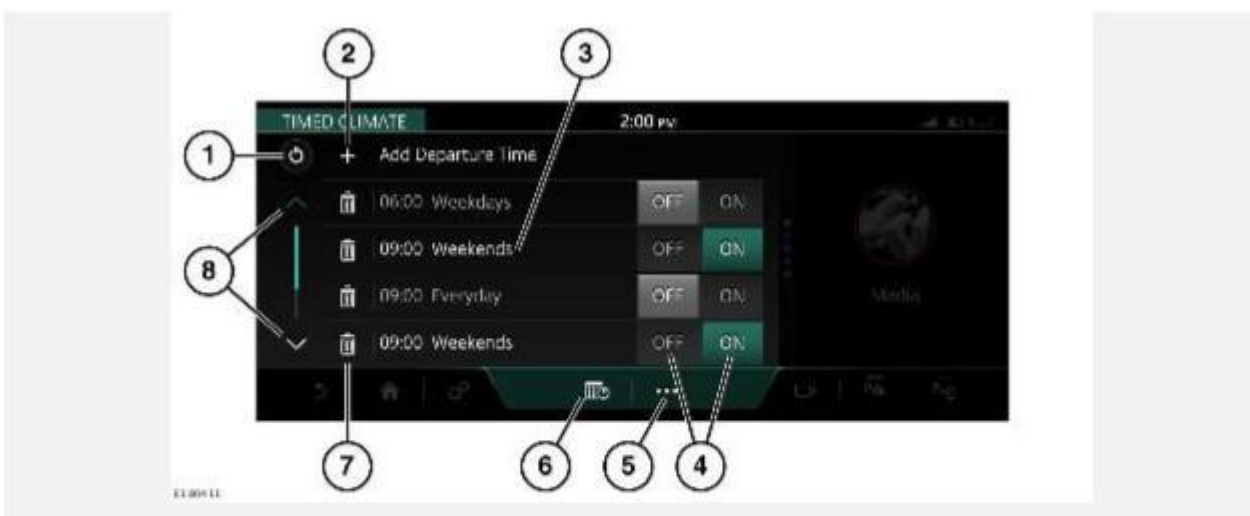 2
3
TIMED CLIMATE 2:00 PM
1
+ Add Departure Time
06:00 Weekdays OFF ON
09:00 Weekends OFF ON
8
09:00 Everyday OFF ON
Media
09:00 Weekends OFF ON
7
6
5
4